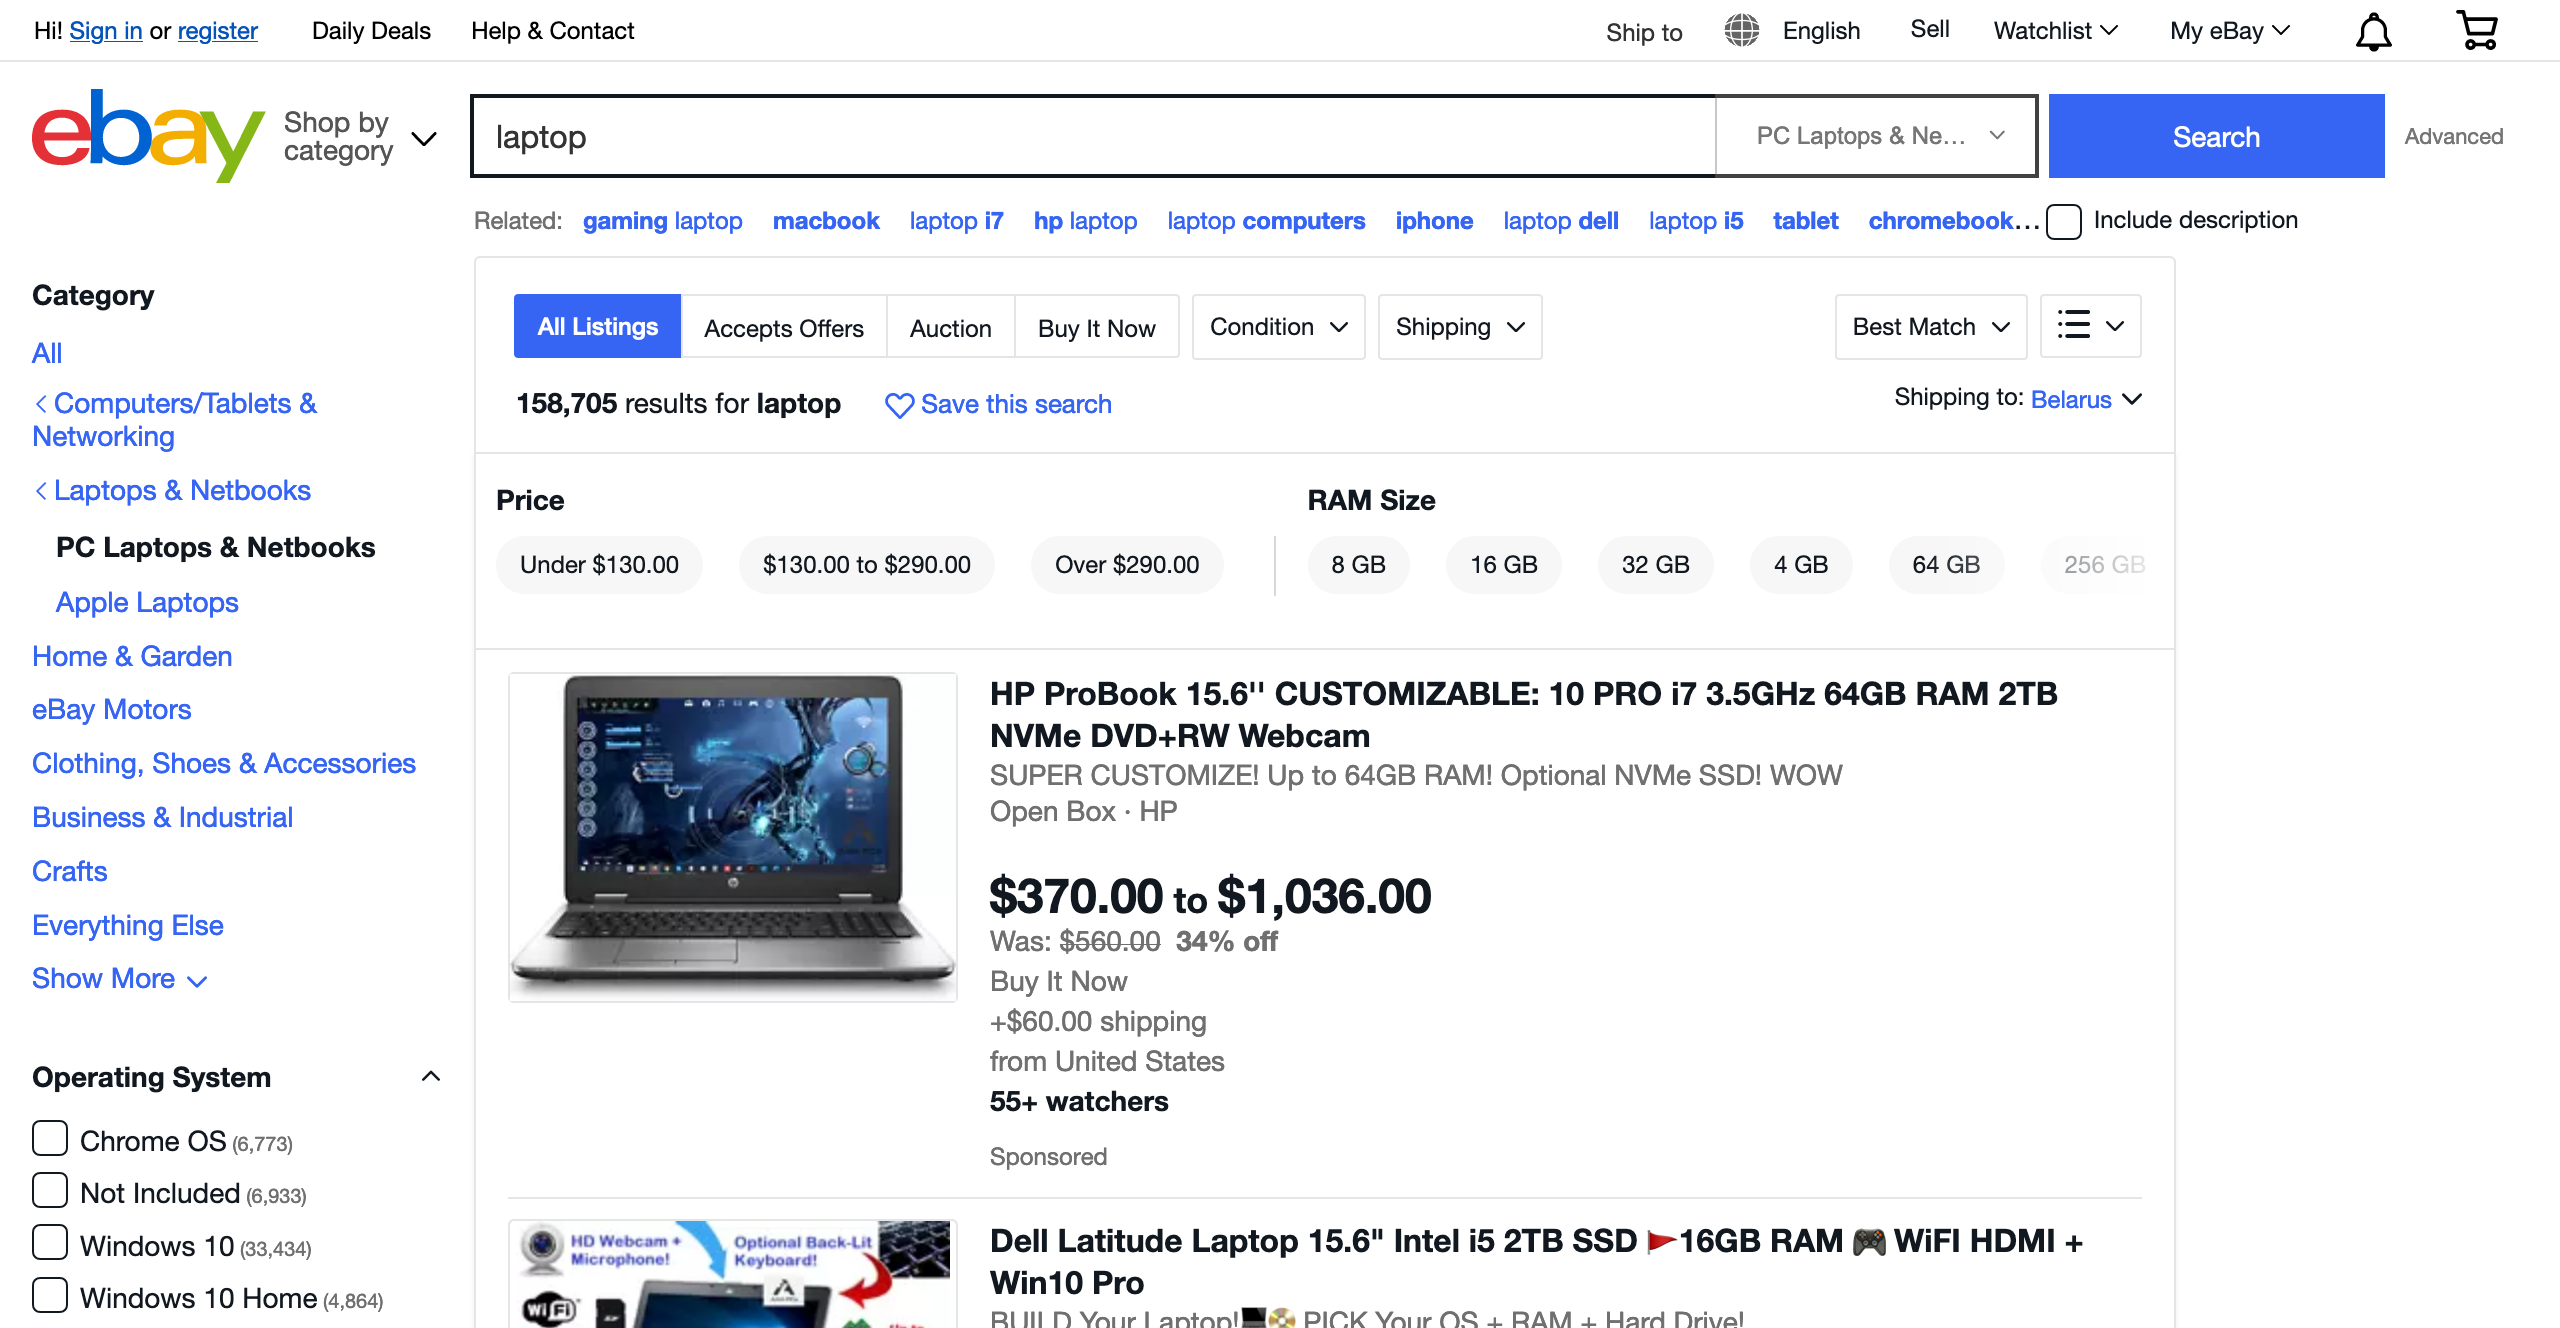 Hi! Sign in or register Daily Deals Help & Contact Ship to English Sell Watchlist My eBay
ebay Shop by category laptop PC Laptops & Ne... Search Advanced
Related: gaming laptop macbook laptop i7 hp laptop laptop computers iphone laptop dell laptop i5 tablet chromebook... Include description
Category
All
Computers/Tablets &
Networking
Laptops & Netbooks
PC Laptops & Netbooks
Apple Laptops
Home & Garden
eBay Motors
Clothing, Shoes & Accessories
Business & Industrial
Crafts
Everything Else
Show More
Operating System
Chrome OS (6,773)
Not Included (6,933)
Windows 10 (33,434)
Windows 10 Home (4,864)
All Listings Accepts Offers Auction Buy It Now Condition Shipping Best Match
158,705 results for laptop Save this search Shipping to: Belarus
Price RAM Size
Under $130.00 $130.00 to $290.00 Over $290.00 8 GB 16 GB 32 GB 4 GB 64 GB 256 GB
HP ProBook 15.6'' CUSTOMIZABLE: 10 PRO i7 3.5GHz 64GB RAM 2TB
NVMe DVD+RW Webcam
SUPER CUSTOMIZE! Up to 64GB RAM! Optional NVMe SSD! WOW
Open Box · HP
$370.00 to $1,036.00
Was: $560.00 34% off
Buy It Now
+$60.00 shipping
from United States
55+ watchers
Sponsored
HD Webcam + Microphone! Optional Back-Lit Keyboard!
WiFi
Dell Latitude Laptop 15.6" Intel i5 2TB SSD 🚩16GB RAM 🎮 WiFI HDMI +
Win10 Pro
BUILD Your Laptop!💻📀 PICK Your OS + RAM + Hard Drive!